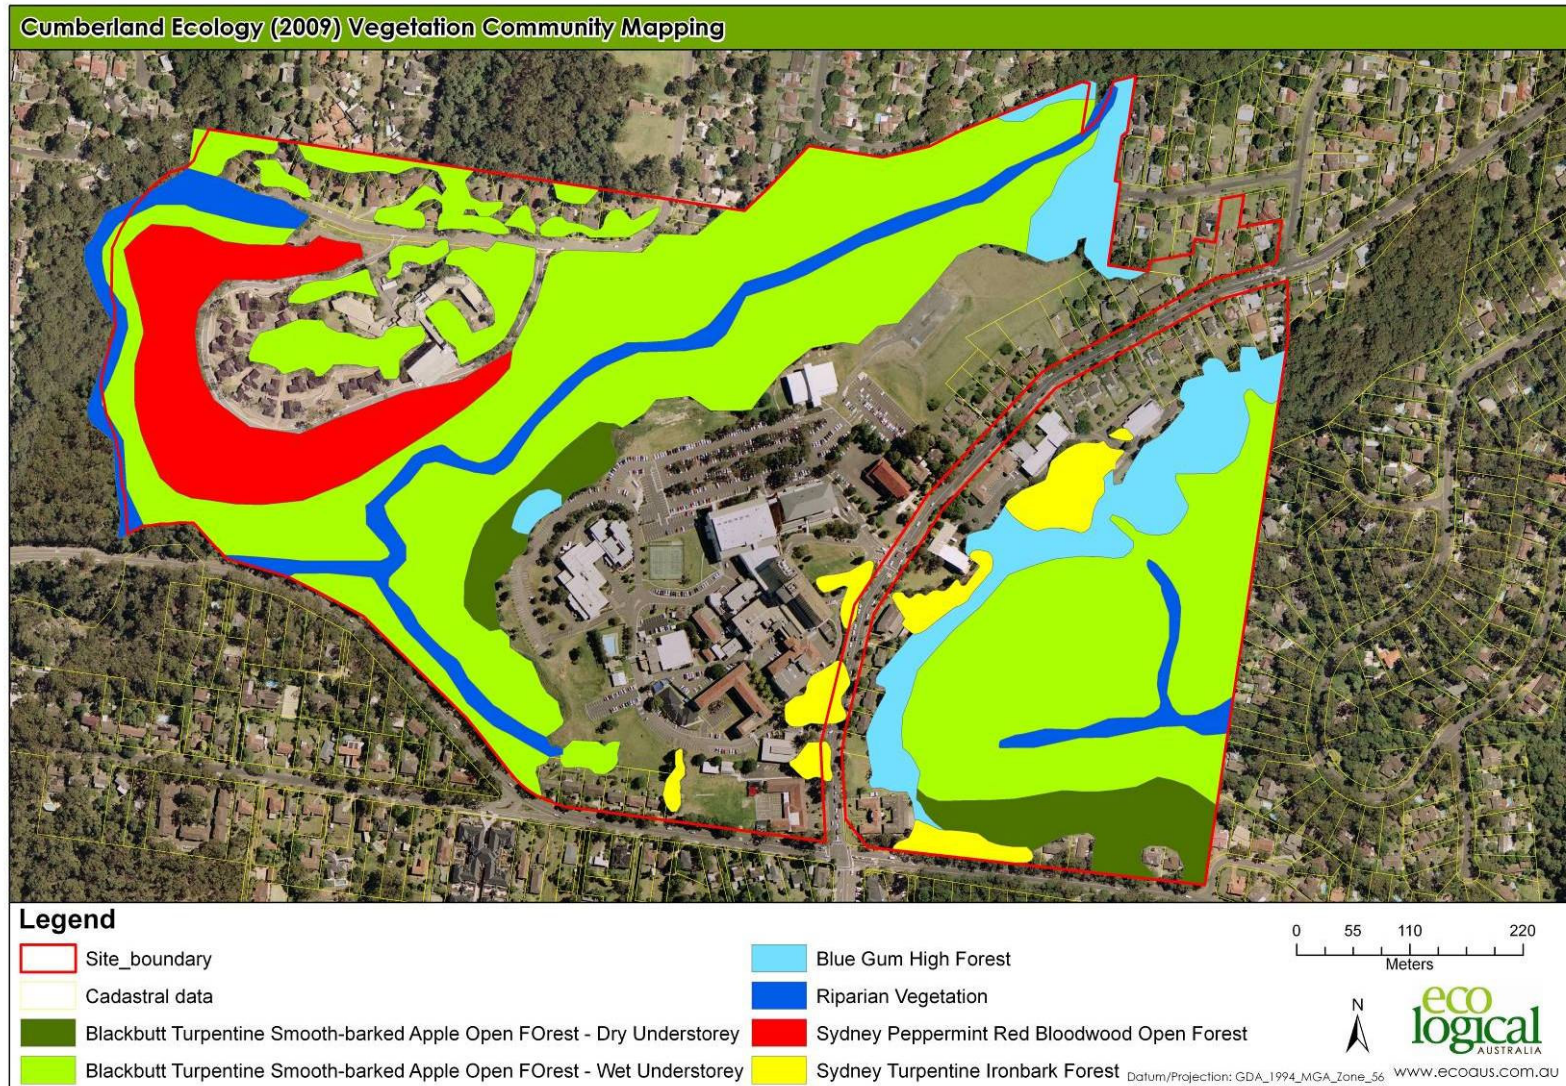 Cumberland Ecology (2009) Vegetation Community Mapping
Legend
Site_boundary
Cadastral data
Blackbutt Turpentine Smooth-barked Apple Open FOrest - Dry Understorey
Blackbutt Turpentine Smooth-barked Apple Open FOrest - Wet Understorey
Blue Gum High Forest
Riparian Vegetation
Sydney Peppermint Red Bloodwood Open Forest
Sydney Turpentine Ironbark Forest
0 55 110 220
Meters
N
eco
logical
AUSTRALIA
Datum/Projection: GDA_1994_MGA_Zone_56
www.ecoaus.com.au